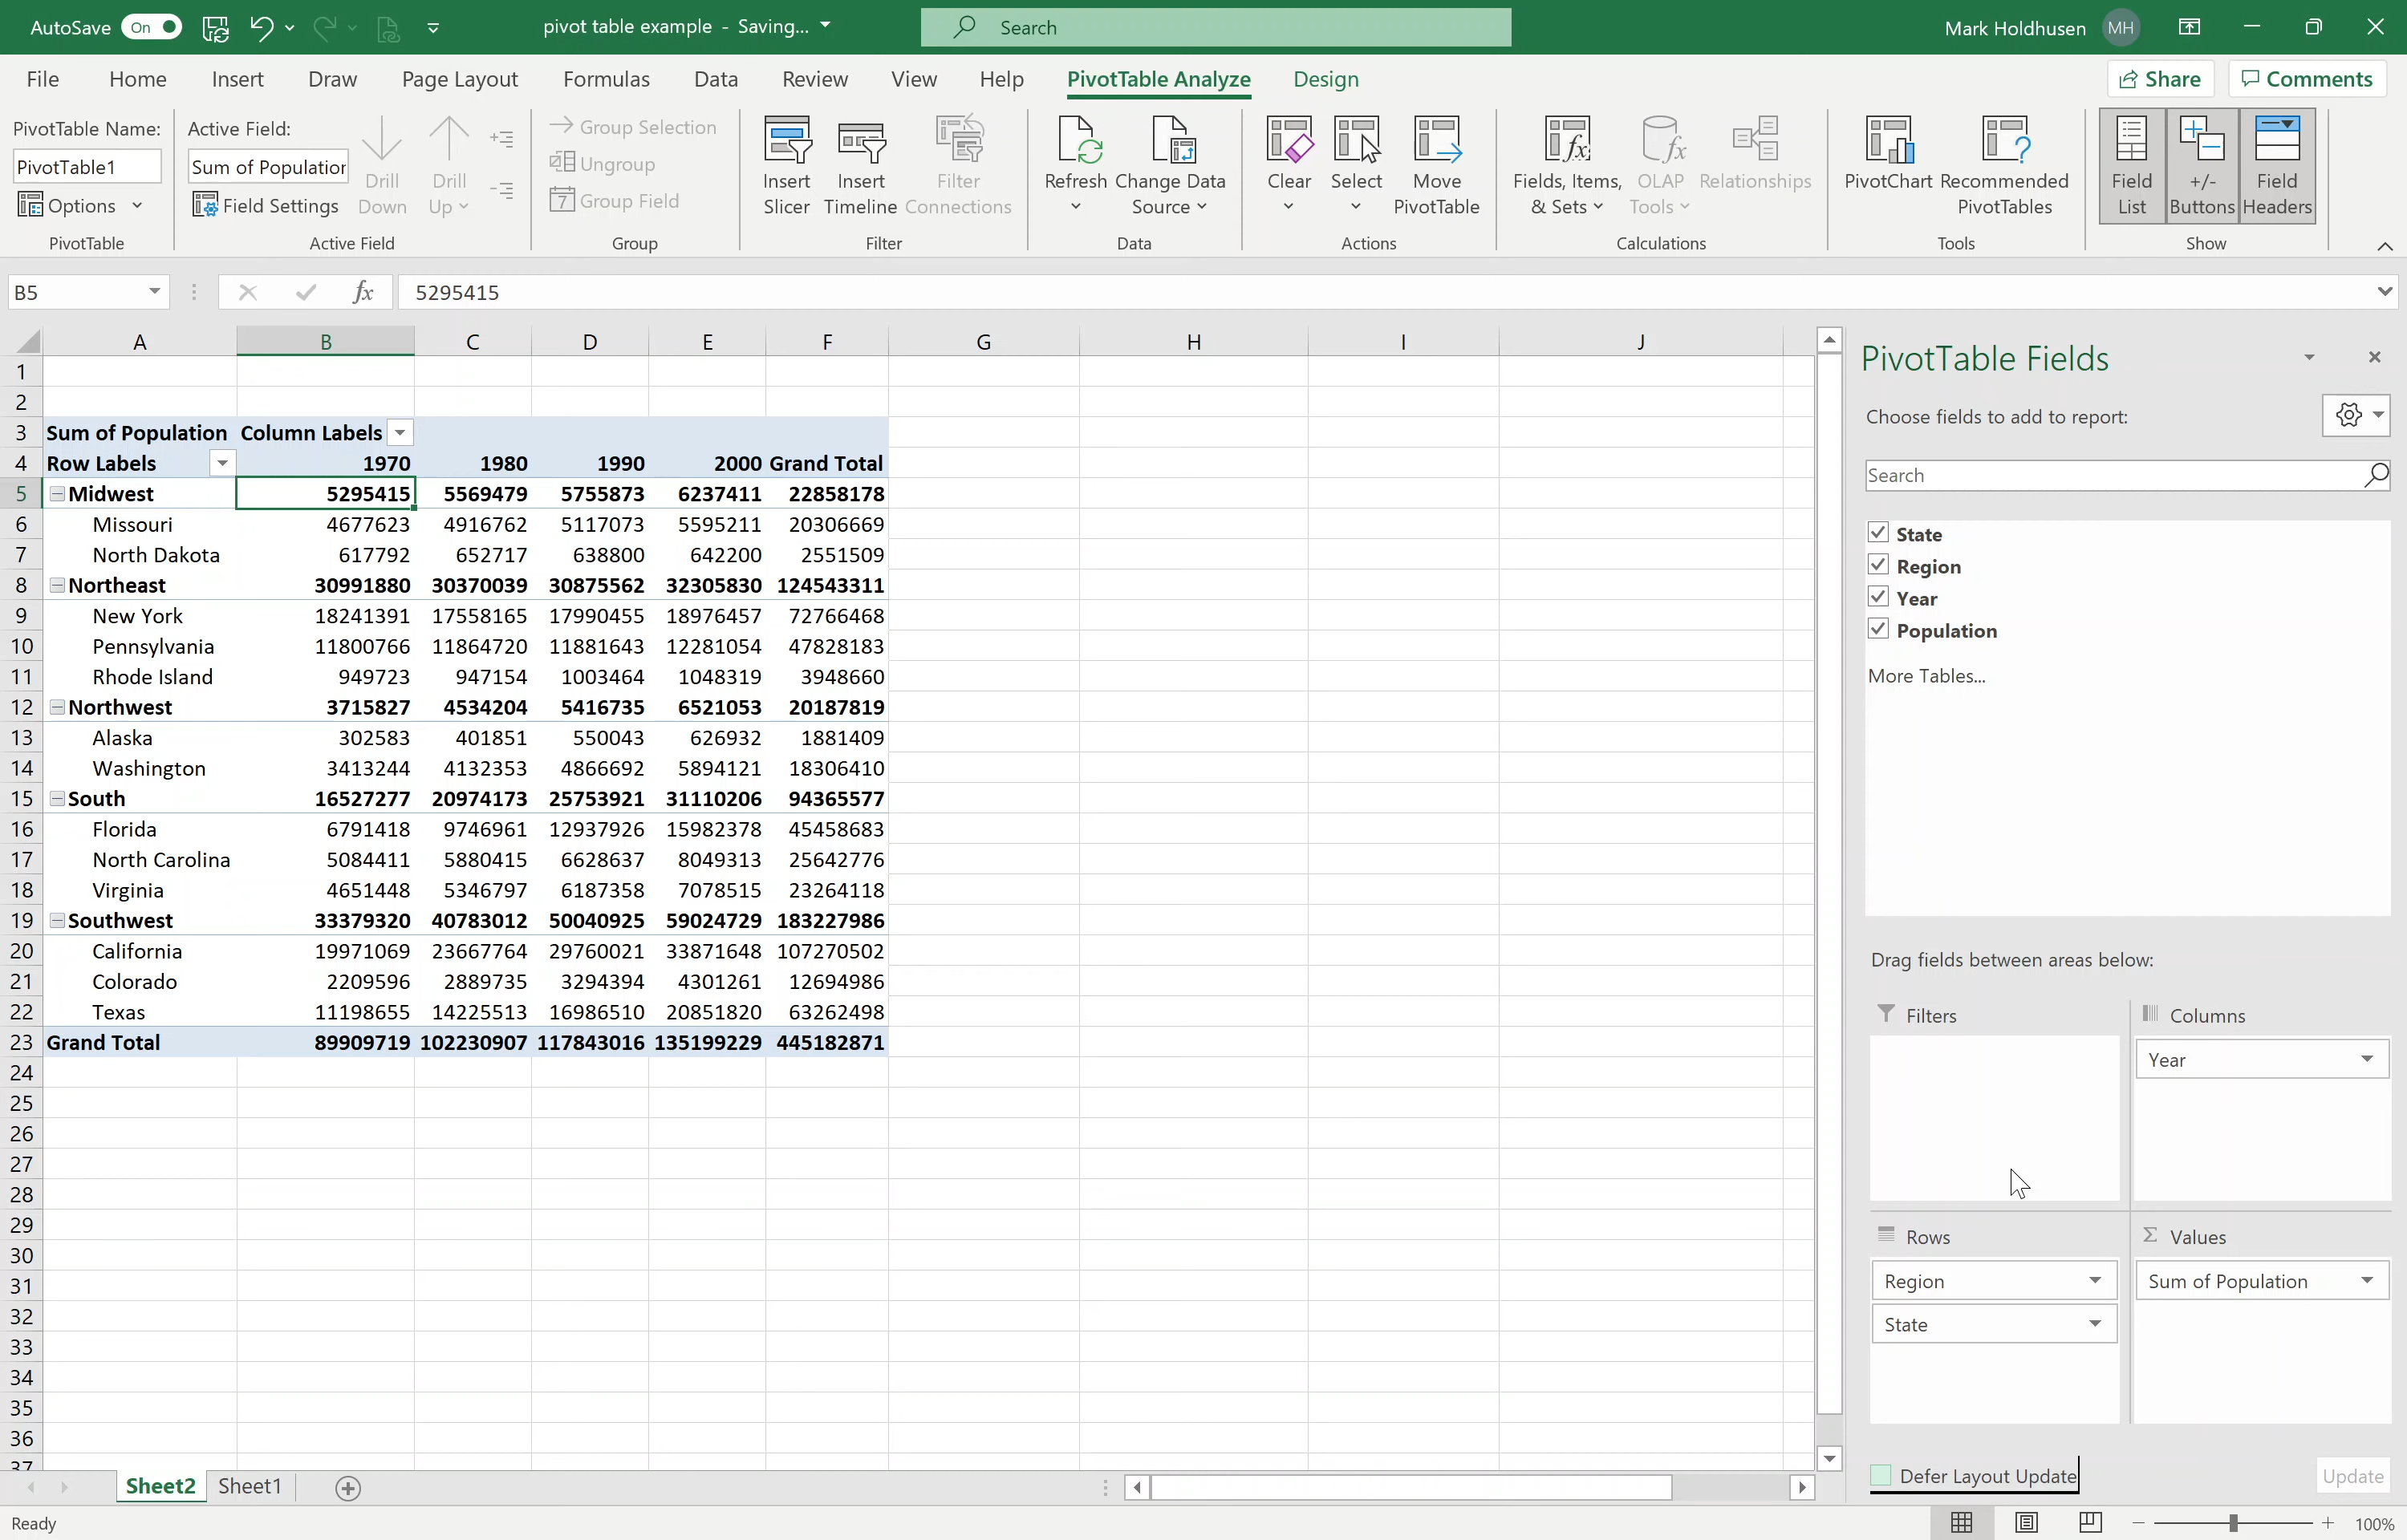 AutoSave On pivot table example - Saving... Search Mark Holdhusen MH
File Home Insert Draw Page Layout Formulas Data Review View Help PivotTable Analyze Design Share Comments
PivotTable Name:
PivotTable1
Options
PivotTable
Active Field:
Sum of Population
Field Settings
Drill Down
Drill Up
Active Field
Group Selection
Ungroup
7 Group Field
Group
Insert Slicer
Insert Timeline
Filter Connections
Filter
Refresh
Change Data Source
Data
Clear
Select
Move PivotTable
Actions
Fields, Items, & Sets
OLAP Tools
Relationships
Calculations
PivotChart
Recommended PivotTables
Tools
Field List
+/- Buttons
Field Headers
Show
B5 fx 5295415
A B C D E F G H I J
1
2
3 Sum of Population Column Labels
4 Row Labels 1970 1980 1990 2000 Grand Total
5 Midwest 5295415 5569479 5755873 6237411 22858178
6 Missouri 4677623 4916762 5117073 5595211 20306669
7 North Dakota 617792 652717 638800 642200 2551509
8 Northeast 30991880 30370039 30875562 32305830 124543311
9 New York 18241391 17558165 17990455 18976457 72766468
10 Pennsylvania 11800766 11864720 11881643 12281054 47828183
11 Rhode Island 949723 947154 1003464 1048319 3948660
12 Northwest 3715827 4534204 5416735 6521053 20187819
13 Alaska 302583 401851 550043 626932 1881409
14 Washington 3413244 4132353 4866692 5894121 18306410
15 South 16527277 20974173 25753921 31110206 94365577
16 Florida 6791418 9746961 12937926 15982378 45458683
17 North Carolina 5084411 5880415 6628637 8049313 25642776
18 Virginia 4651448 5346797 6187358 7078515 23264118
19 Southwest 33379320 40783012 50040925 59024729 183227986
20 California 19971069 23667764 29760021 33871648 107270502
21 Colorado 2209596 2889735 3294394 4301261 12694986
22 Texas 11198655 14225513 16986510 20851820 63262498
23 Grand Total 89909719 102230907 117843016 135199229 445182871
24
25
26
27
28
29
30
31
32
33
34
35
36
37
PivotTable Fields
Choose fields to add to report:
Search
State
Region
Year
Population
More Tables...
Drag fields between areas below:
Filters
Columns
Year
Rows
Region
State
Values
Sum of Population
Defer Layout Update Update
Sheet2 Sheet1
Ready 100%